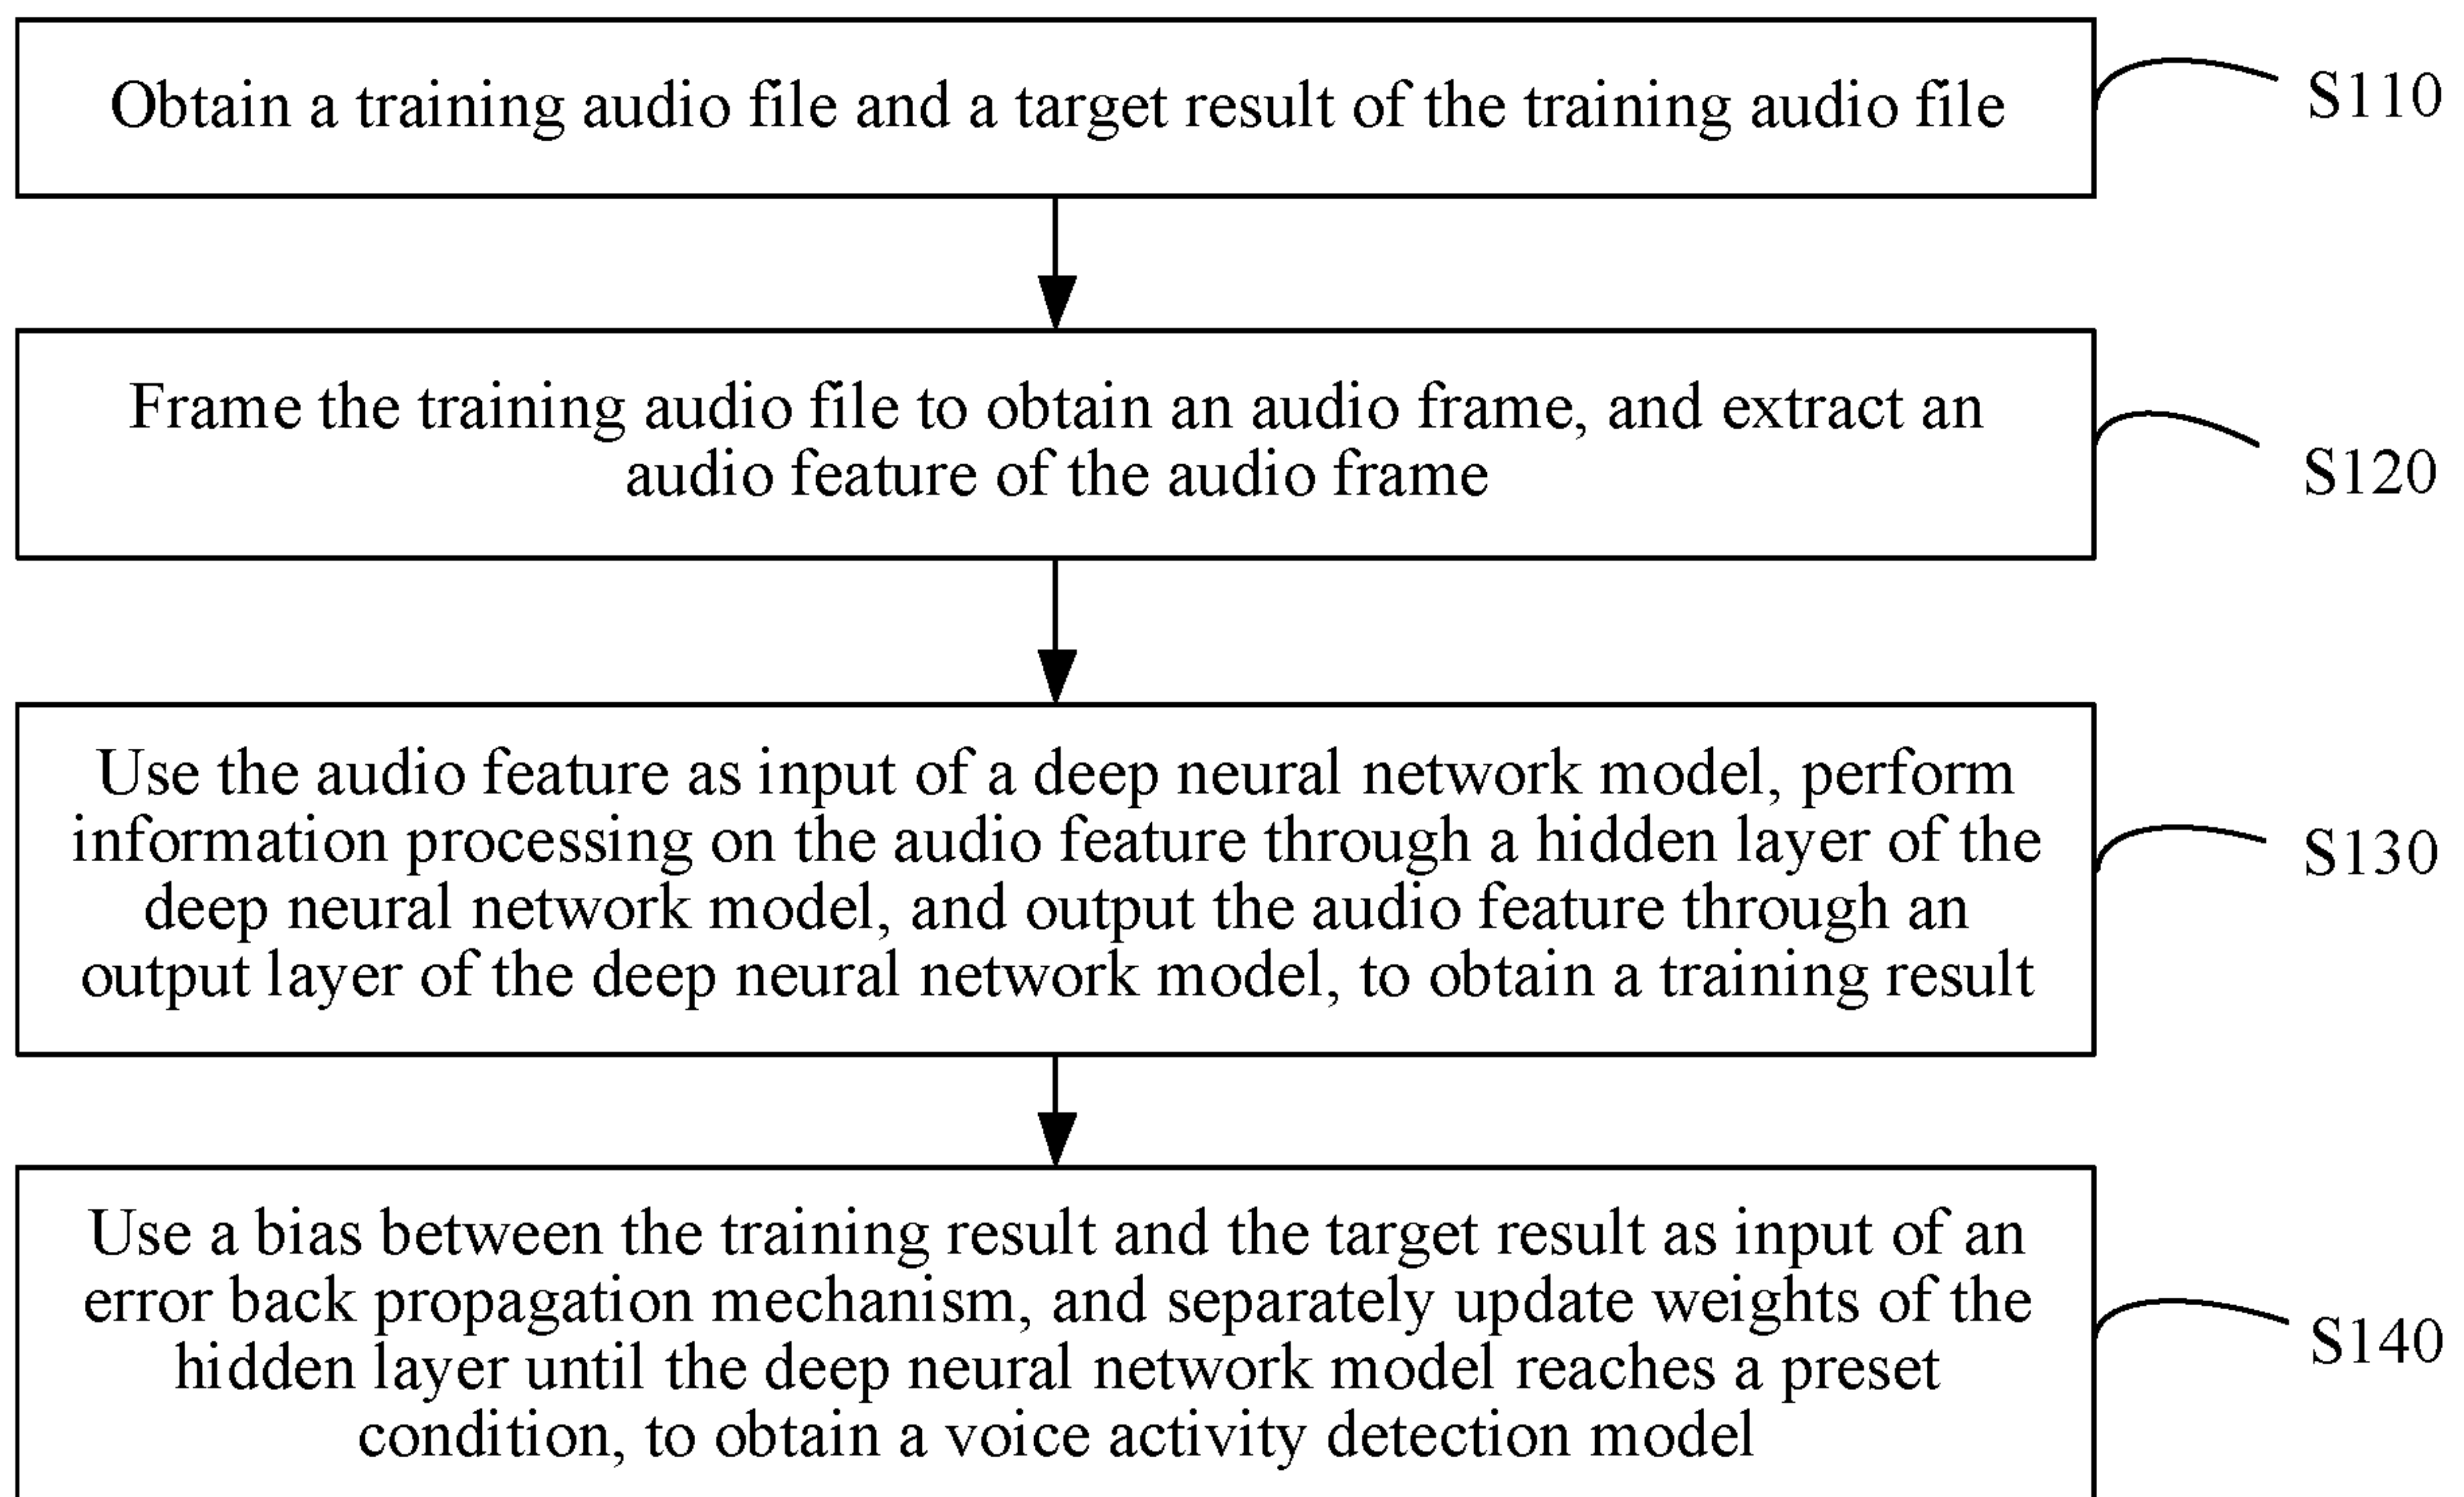 Obtain a training audio file and a target result of the training audio file
S110
Frame the training audio file to obtain an audio frame, and extract an
audio feature of the audio frame
S120
Use the audio feature as input of a deep neural network model, perform
information processing on the audio feature through a hidden layer of the
deep neural network model, and output the audio feature through an
output layer of the deep neural network model, to obtain a training result
S130
Use a bias between the training result and the target result as input of an
error back propagation mechanism, and separately update weights of the
hidden layer until the deep neural network model reaches a preset
condition, to obtain a voice activity detection model
S140